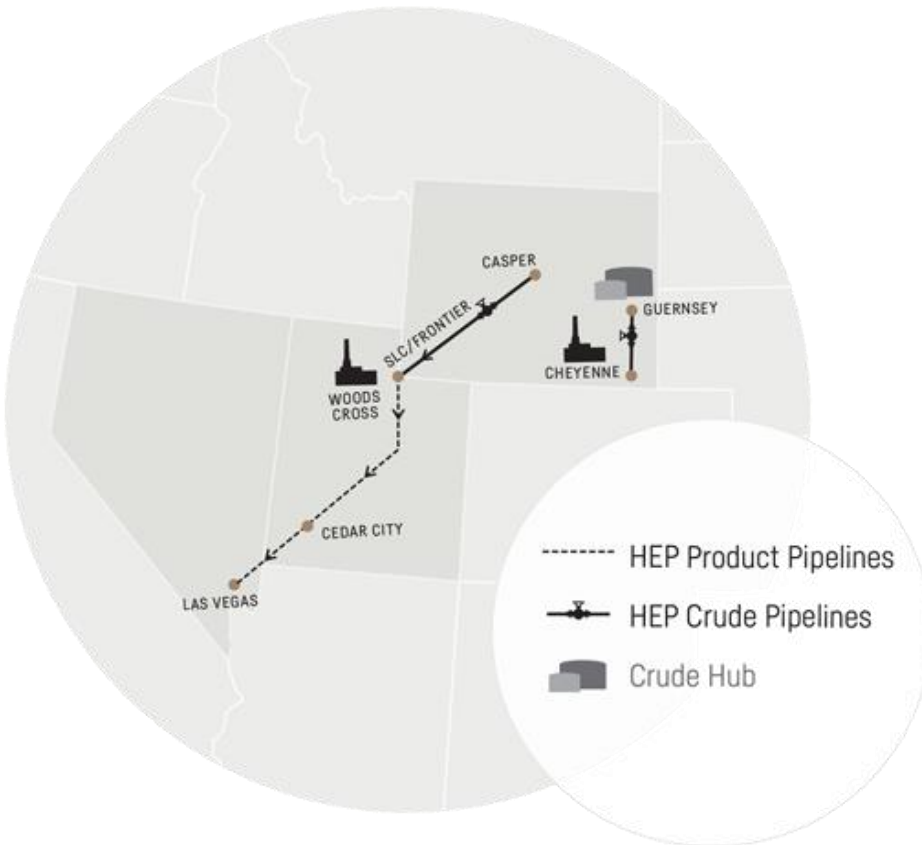 CASPER
SLC/FRONTIER
GUERNSEY
CHEYENNE
WOODS
CROSS
CEDAR CITY
LAS VEGAS
HEP Product Pipelines
HEP Crude Pipelines
Crude Hub